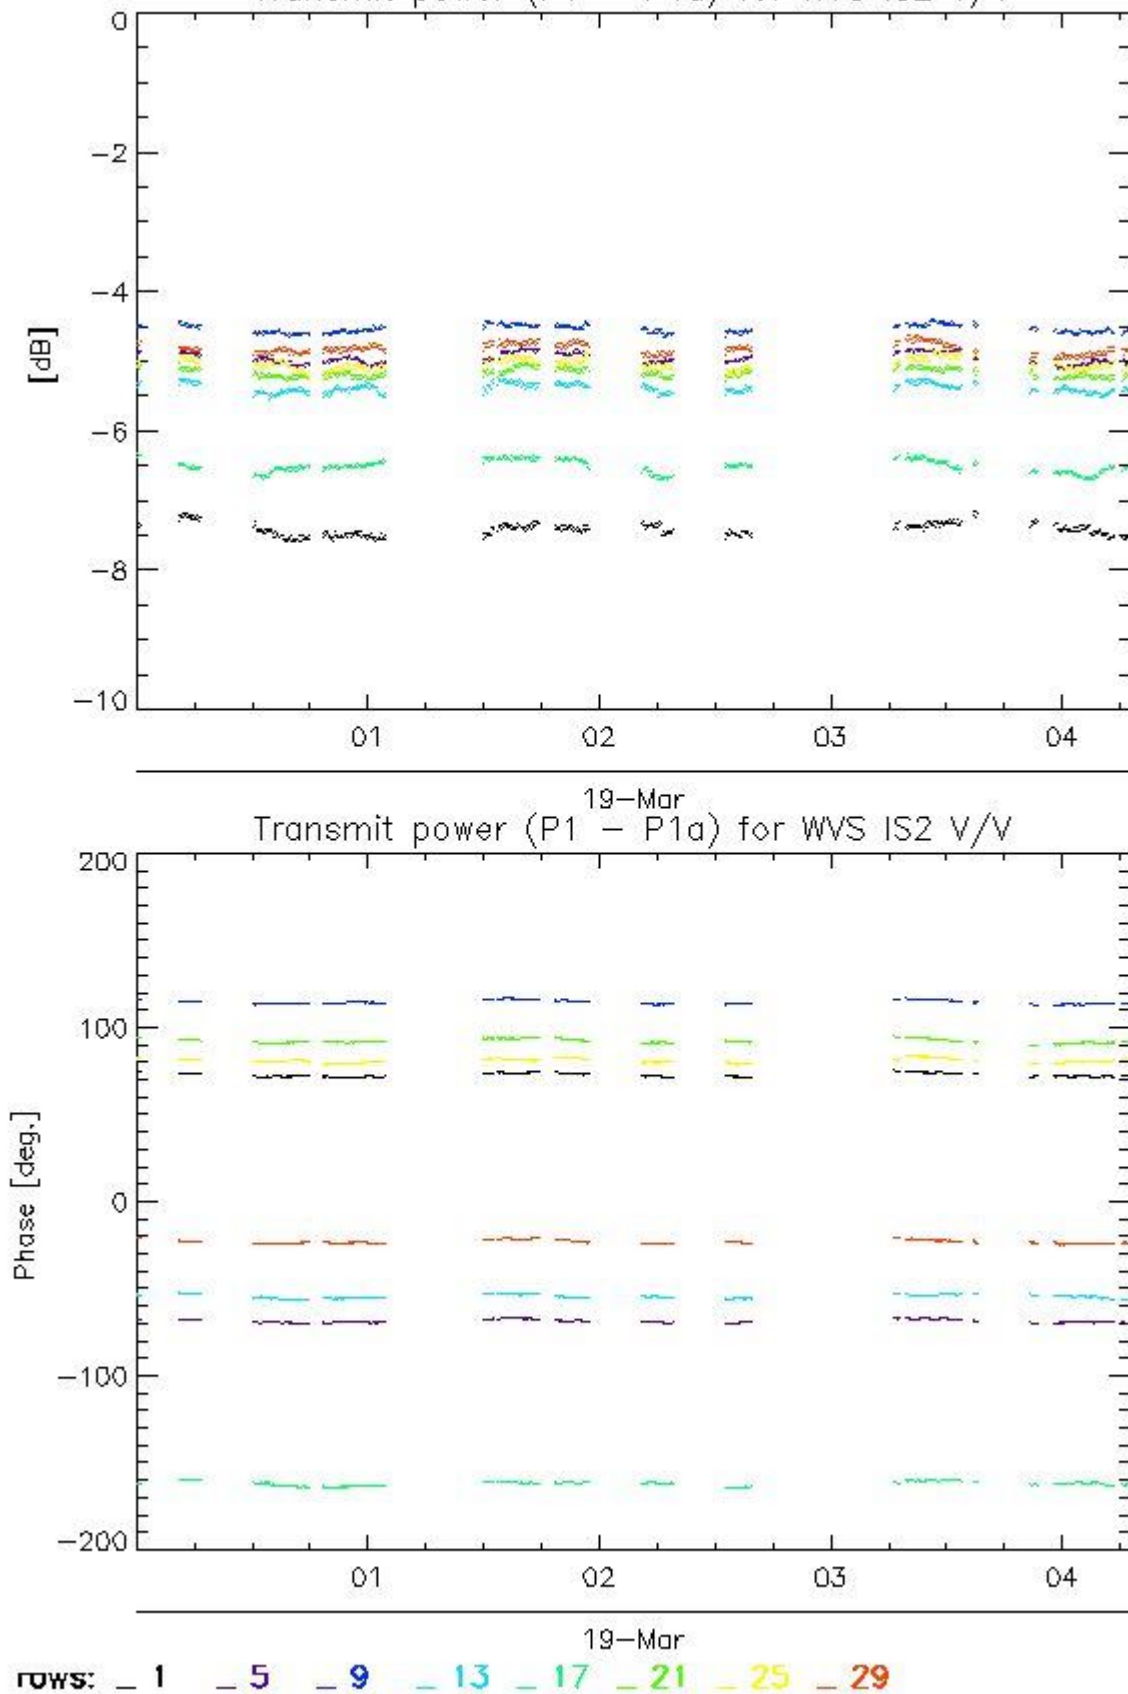 0
−2
−4
[dB]
−6
−8
−10
01 02 03 04
19−Mar
Transmit power (P1 − P1a) for WVS IS2 V/V
200
100
0
Phase [deg.]
−100
−200
01 02 03 04
19−Mar
rows: _ 1 _ 5 _ 9 _ 13 _ 17 _ 21 _ 25 _ 29